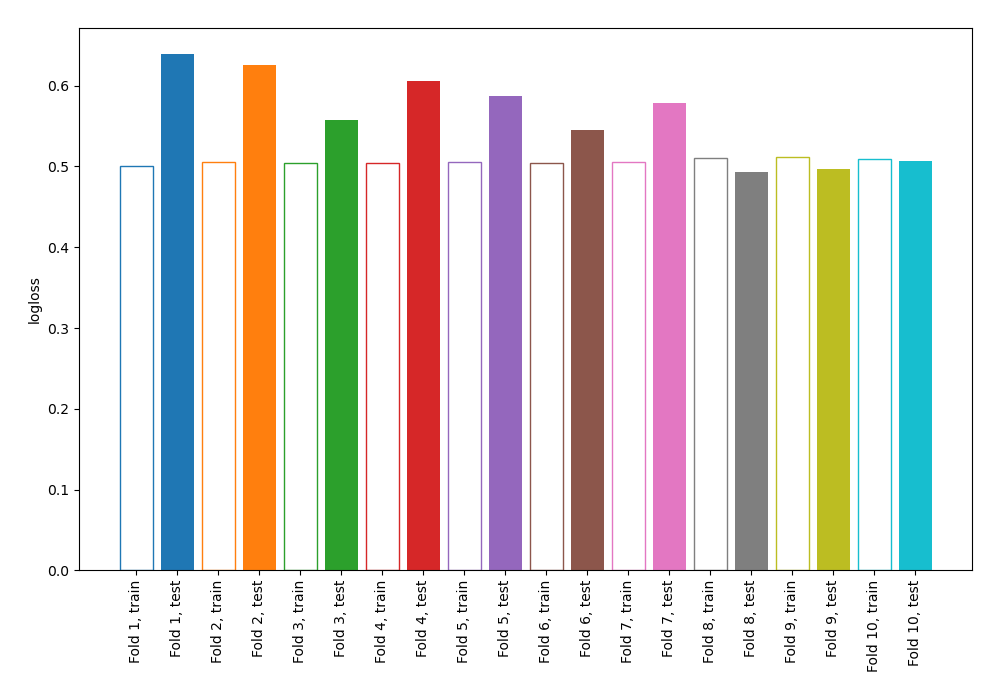 logloss
0.6
0.5
0.4
0.3
0.2
0.1
0.0
Fold 1, train
Fold 1, test
Fold 2, train
Fold 2, test
Fold 3, train
Fold 3, test
Fold 4, train
Fold 4, test
Fold 5, train
Fold 5, test
Fold 6, train
Fold 6, test
Fold 7, train
Fold 7, test
Fold 8, train
Fold 8, test
Fold 9, train
Fold 9, test
Fold 10, train
Fold 10, test